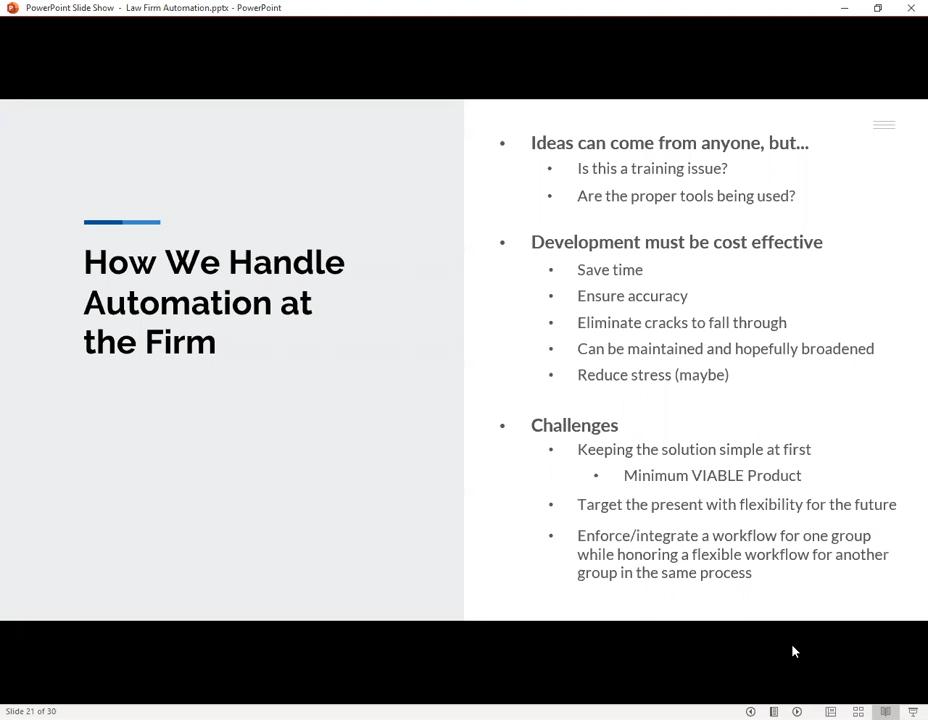 PowerPoint Slide Show - Law Firm Automation.pptx - PowerPoint
How We Handle
Automation at
the Firm
• Ideas can come from anyone, but...
• Is this a training issue?
• Are the proper tools being used?
• Development must be cost effective
• Save time
• Ensure accuracy
• Eliminate cracks to fall through
• Can be maintained and hopefully broadened
• Reduce stress (maybe)
• Challenges
• Keeping the solution simple at first
• Minimum VIABLE Product
• Target the present with flexibility for the future
• Enforce/integrate a workflow for one group
while honoring a flexible workflow for another
group in the same process
Slide 21 of 30